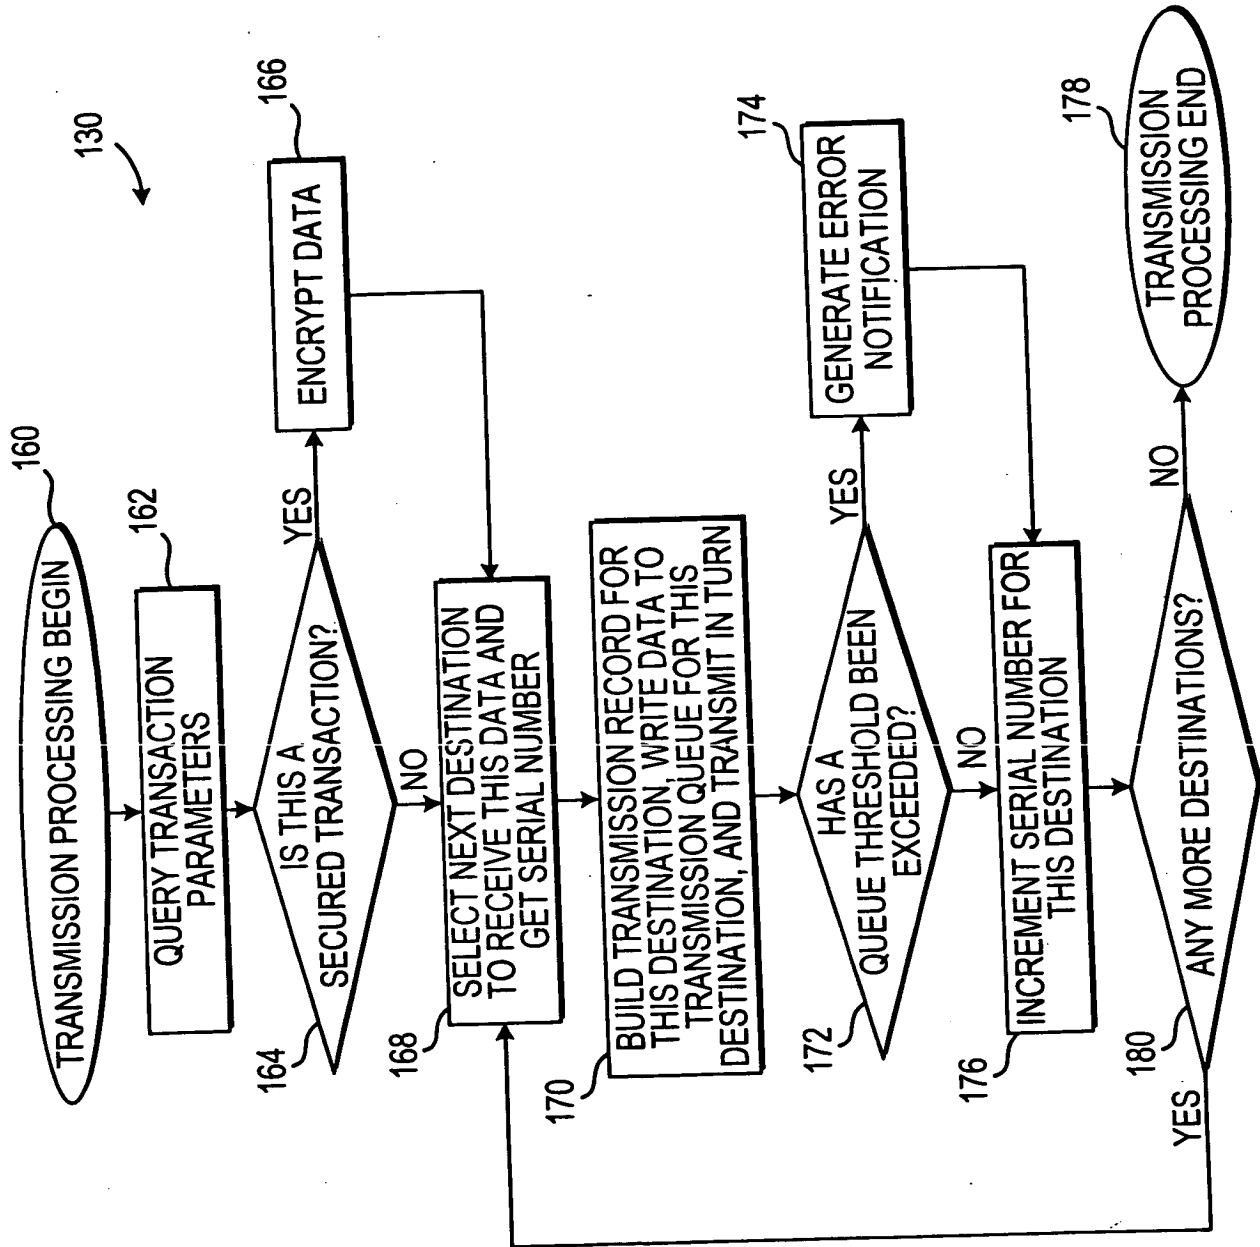 130
TRANSMISSION PROCESSING BEGIN
160
QUERY TRANSACTION
PARAMETERS
162
IS THIS A
SECURED TRANSACTION?
164
YES
NO
ENCRYPT DATA
166
SELECT NEXT DESTINATION
TO RECEIVE THIS DATA AND
GET SERIAL NUMBER
168
BUILD TRANSMISSION RECORD FOR
THIS DESTINATION, WRITE DATA TO
TRANSMISSION QUEUE FOR THIS
DESTINATION, AND TRANSMIT IN TURN
170
HAS A
QUEUE THRESHOLD BEEN
EXCEEDED?
172
YES
NO
GENERATE ERROR
NOTIFICATION
174
INCREMENT SERIAL NUMBER FOR
THIS DESTINATION
176
ANY MORE DESTINATIONS?
180
YES
NO
TRANSMISSION
PROCESSING END
178